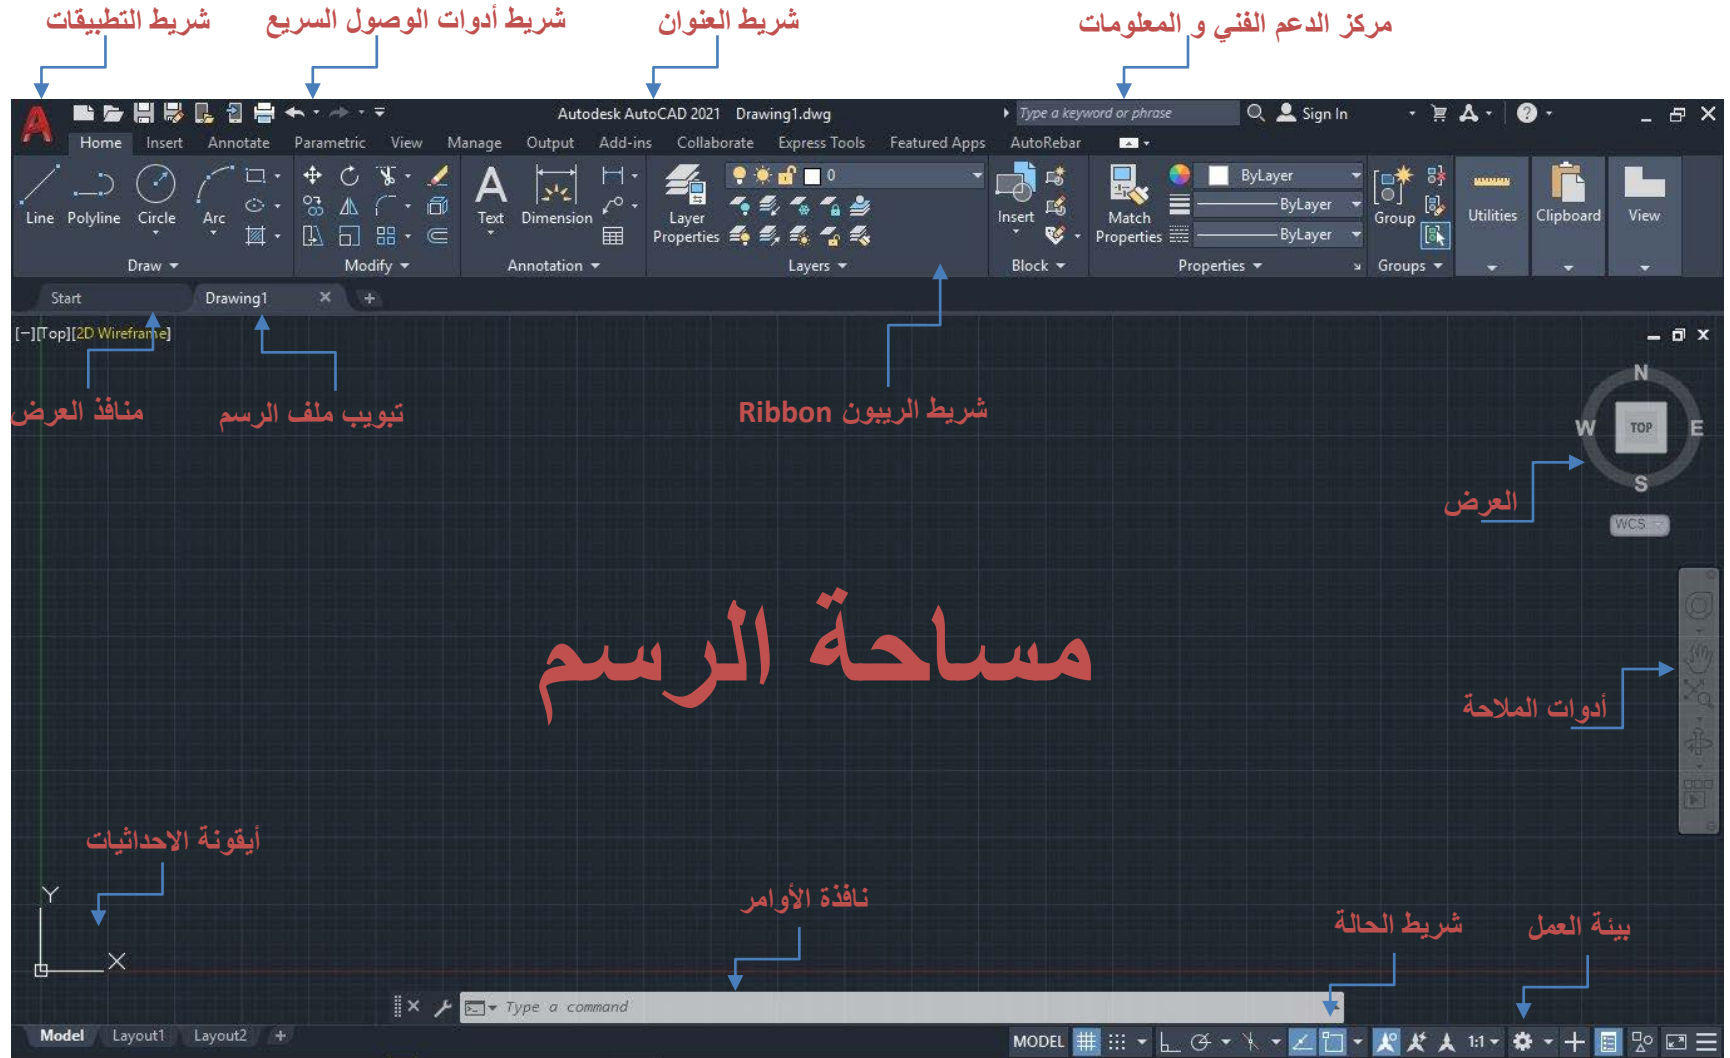 شريط التطبيقات
شريط أدوات الوصول السريع
شريط العنوان
مركز الدعم الفني و المعلومات
Autodesk AutoCAD 2021 Drawing1.dwg
Type a keyword or phrase
Sign In
Home Insert Annotate Parametric View Manage Output Add-ins Collaborate Express Tools Featured Apps AutoRebar
Line Polyline Circle Arc
Draw
Modify
Text Dimension
Annotation
Layer Properties
0
Layers
Insert
Block
Match Properties
ByLayer
ByLayer
ByLayer
Properties
Group
Groups
Utilities
Clipboard
View
Start
Drawing1
[−][Top][2D Wireframe]
منافذ العرض
تبويب ملف الرسم
شريط الريبون Ribbon
N
W TOP E
S
WCS
العرض
مساحة الرسم
أدوات الملاحة
أيقونة الاحداثيات
Y
X
نافذة الأوامر
شريط الحالة
بيئة العمل
Type a command
Model Layout1 Layout2 +
MODEL
1:1